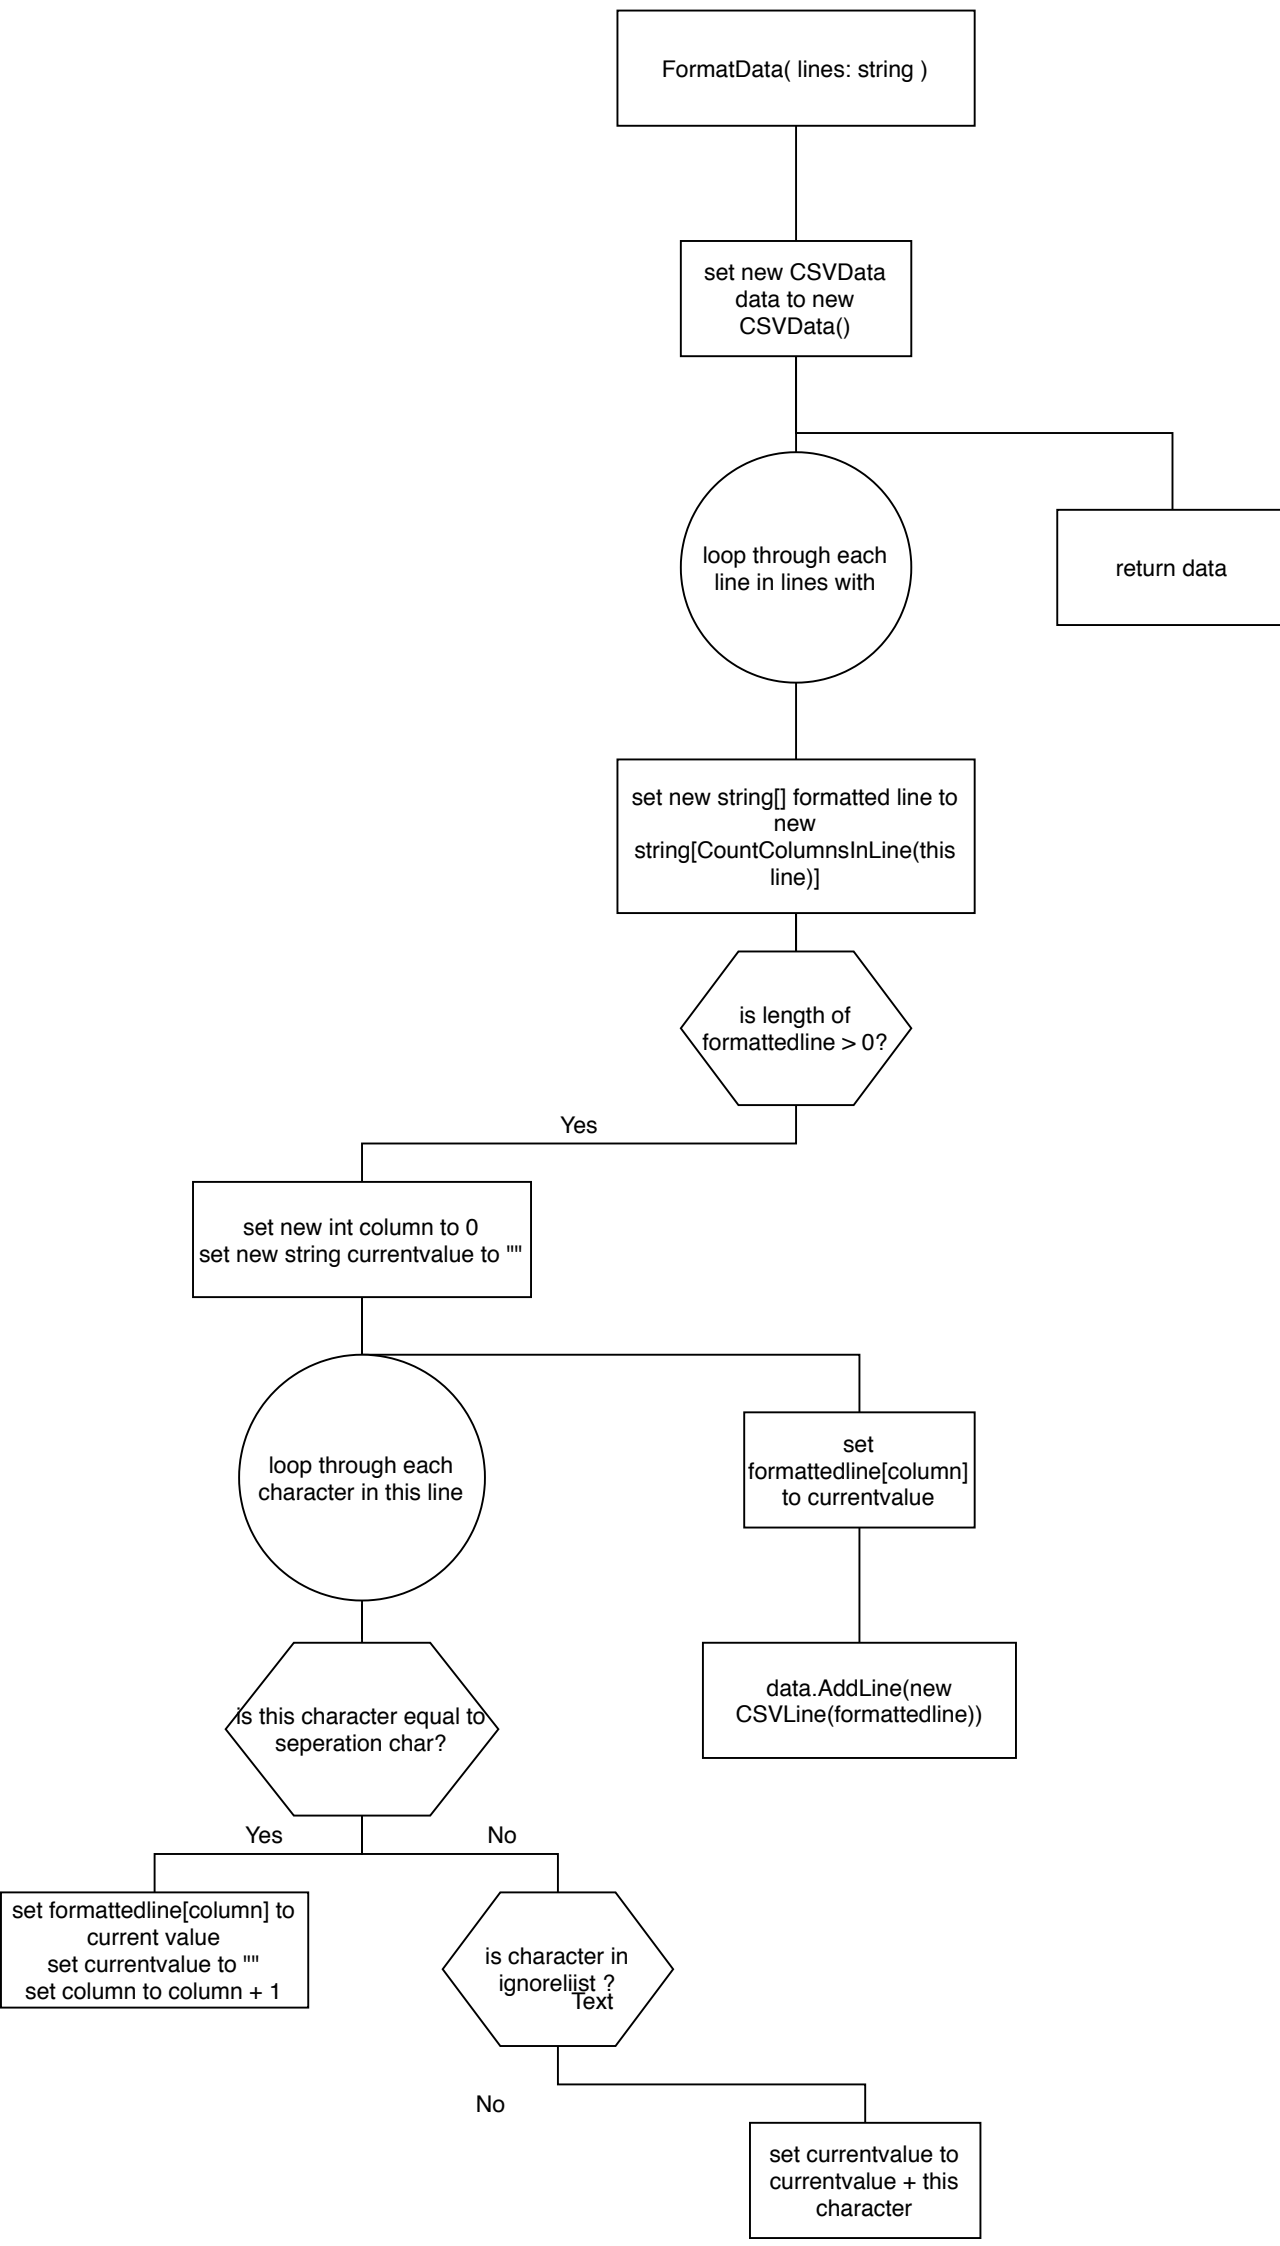 FormatData( lines: string )
set new CSVData
data to new
CSVData()
loop through each
line in lines with
return data
set new string[] formatted line to
new
string[CountColumnsInLine(this
line)]
is length of
formattedline > 0?
Yes
set new int column to 0
set new string currentvalue to ""
loop through each
character in this line
set
formattedline[column]
to currentvalue
data.AddLine(new
CSVLine(formattedline))
is this character equal to
seperation char?
Yes
No
set formattedline[column] to
current value
set currentvalue to ""
set column to column + 1
is character in
ignoreliist ?
Text
No
set currentvalue to
currentvalue + this
character